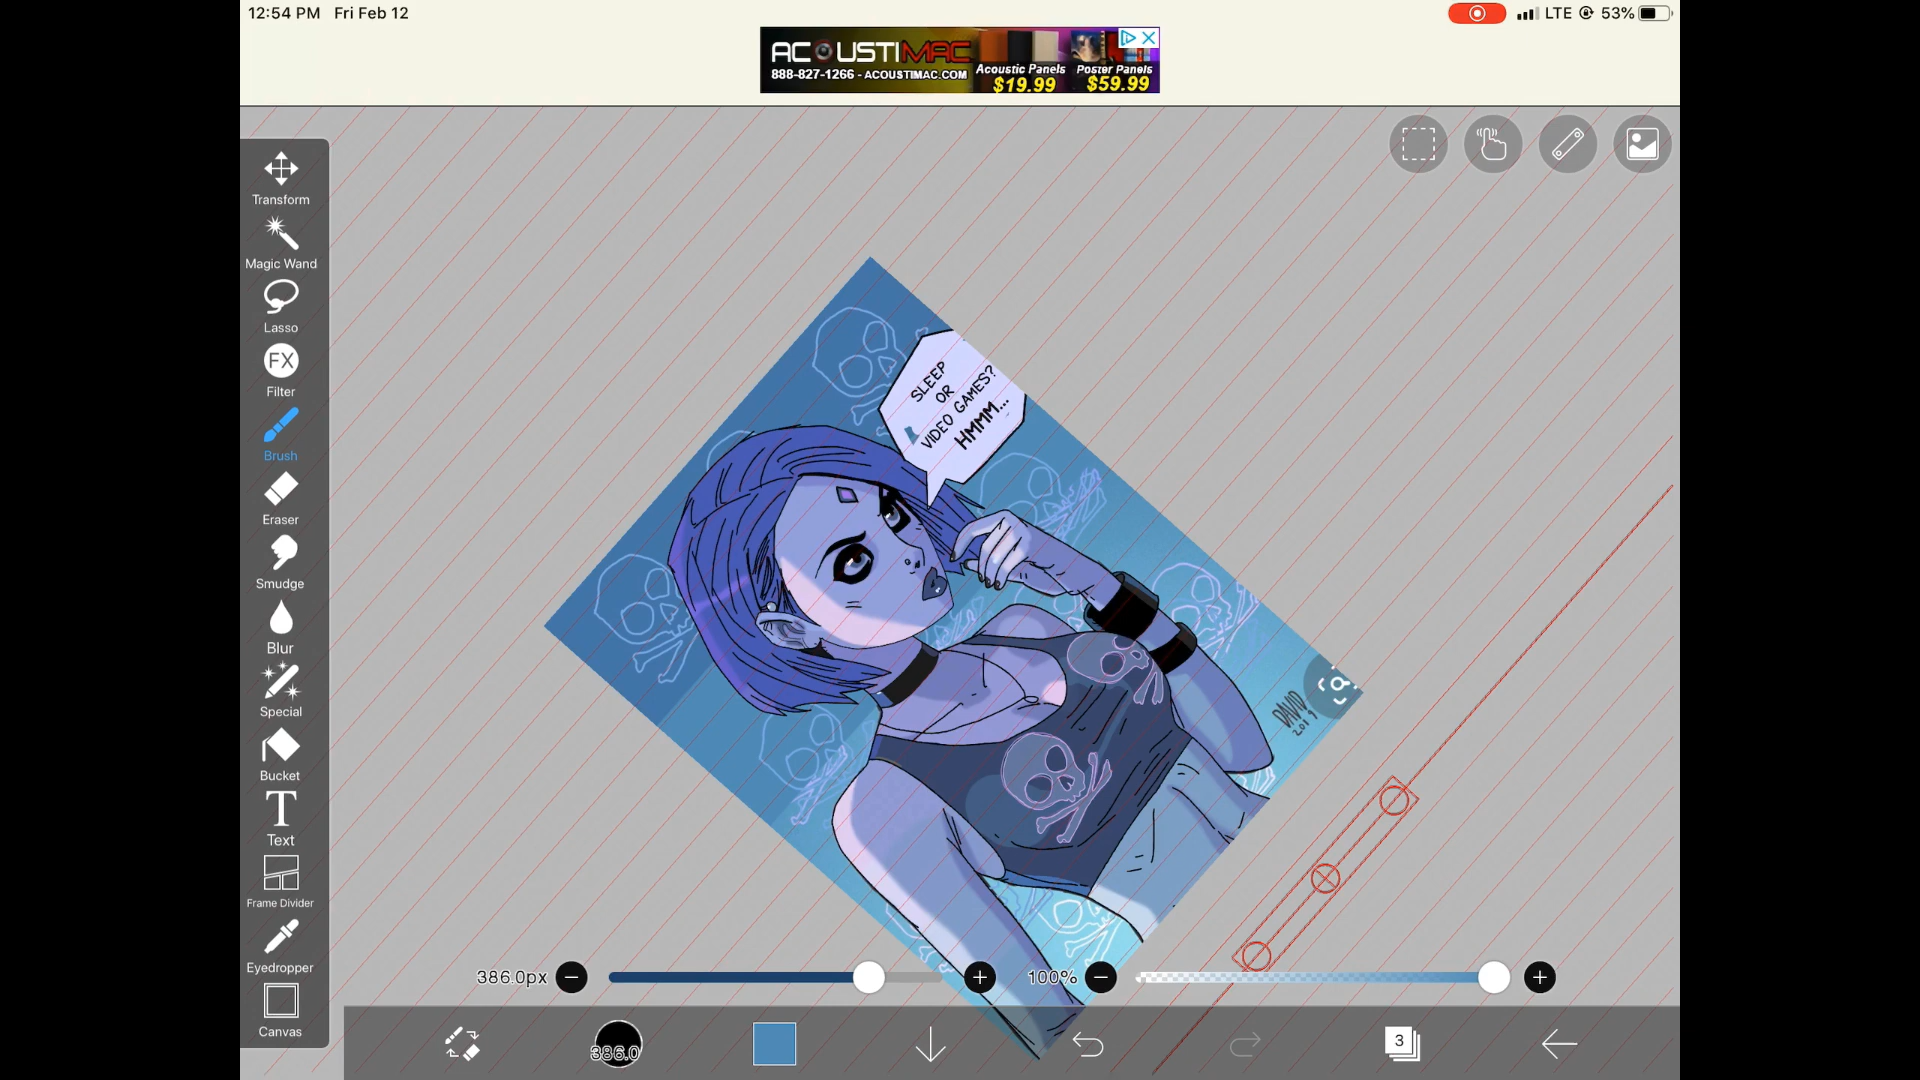 12:54 PM Fri Feb 12
LTE 53%
ACOUSTIMAC
888-827-1266 - ACOUSTIMAC.COM
Acoustic Panels
$19.99
Poster Panels
$59.99
Transform
Magic Wand
Lasso
FX
Filter
Brush
Eraser
Smudge
Blur
Special
Bucket
T
Text
Frame Divider
Eyedropper
Canvas
SLEEP
OR
VIDEO GAMES?
HMMM...
DAVID
2019
386.0px
100%
386.0
3